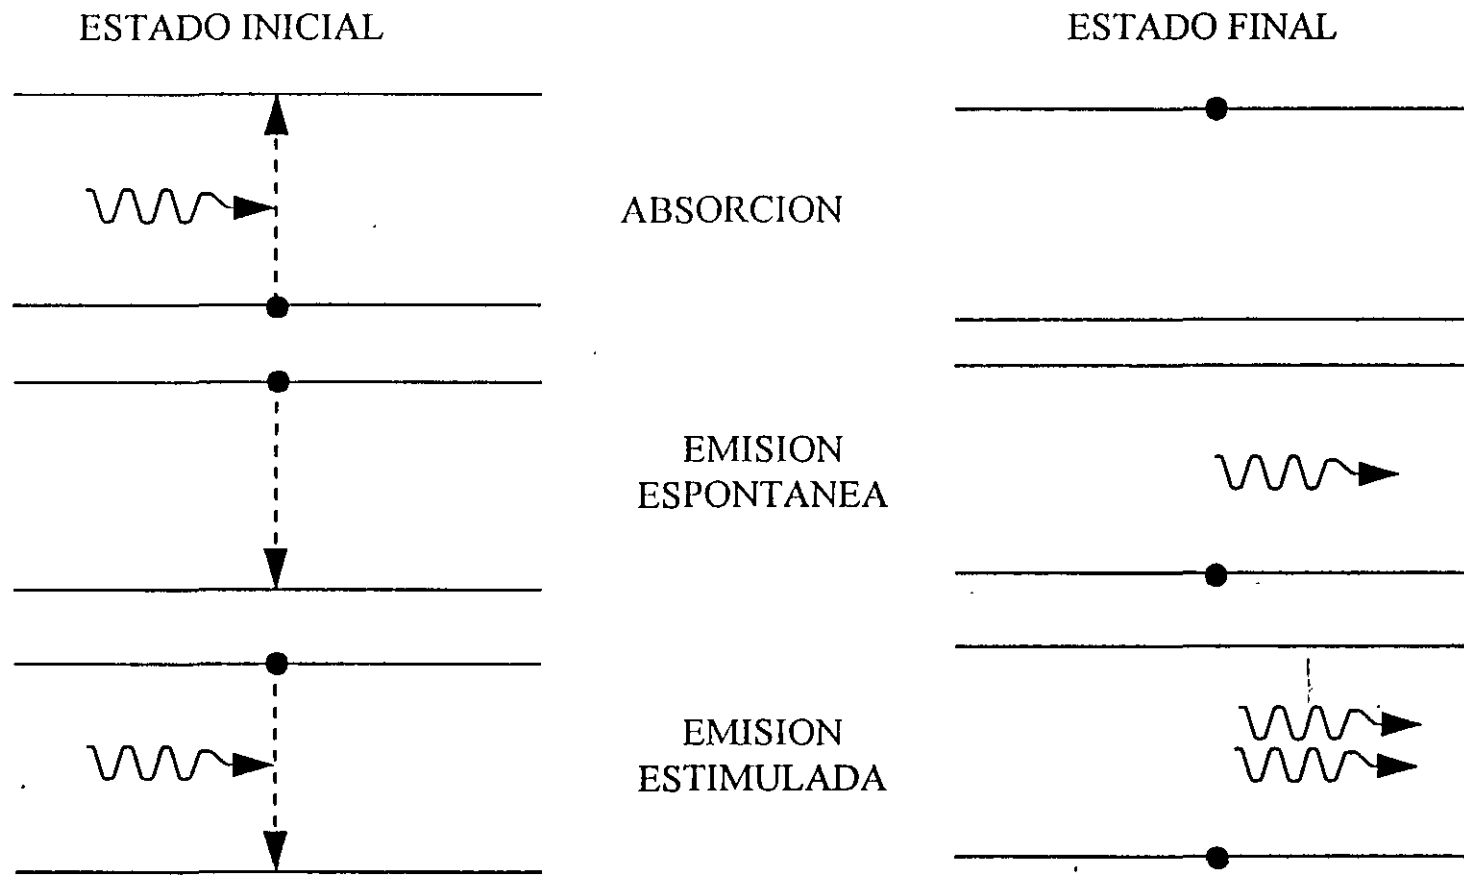 ESTADO INICIAL
ESTADO FINAL
ABSORCION
EMISION
ESPONTANEA
EMISION
ESTIMULADA